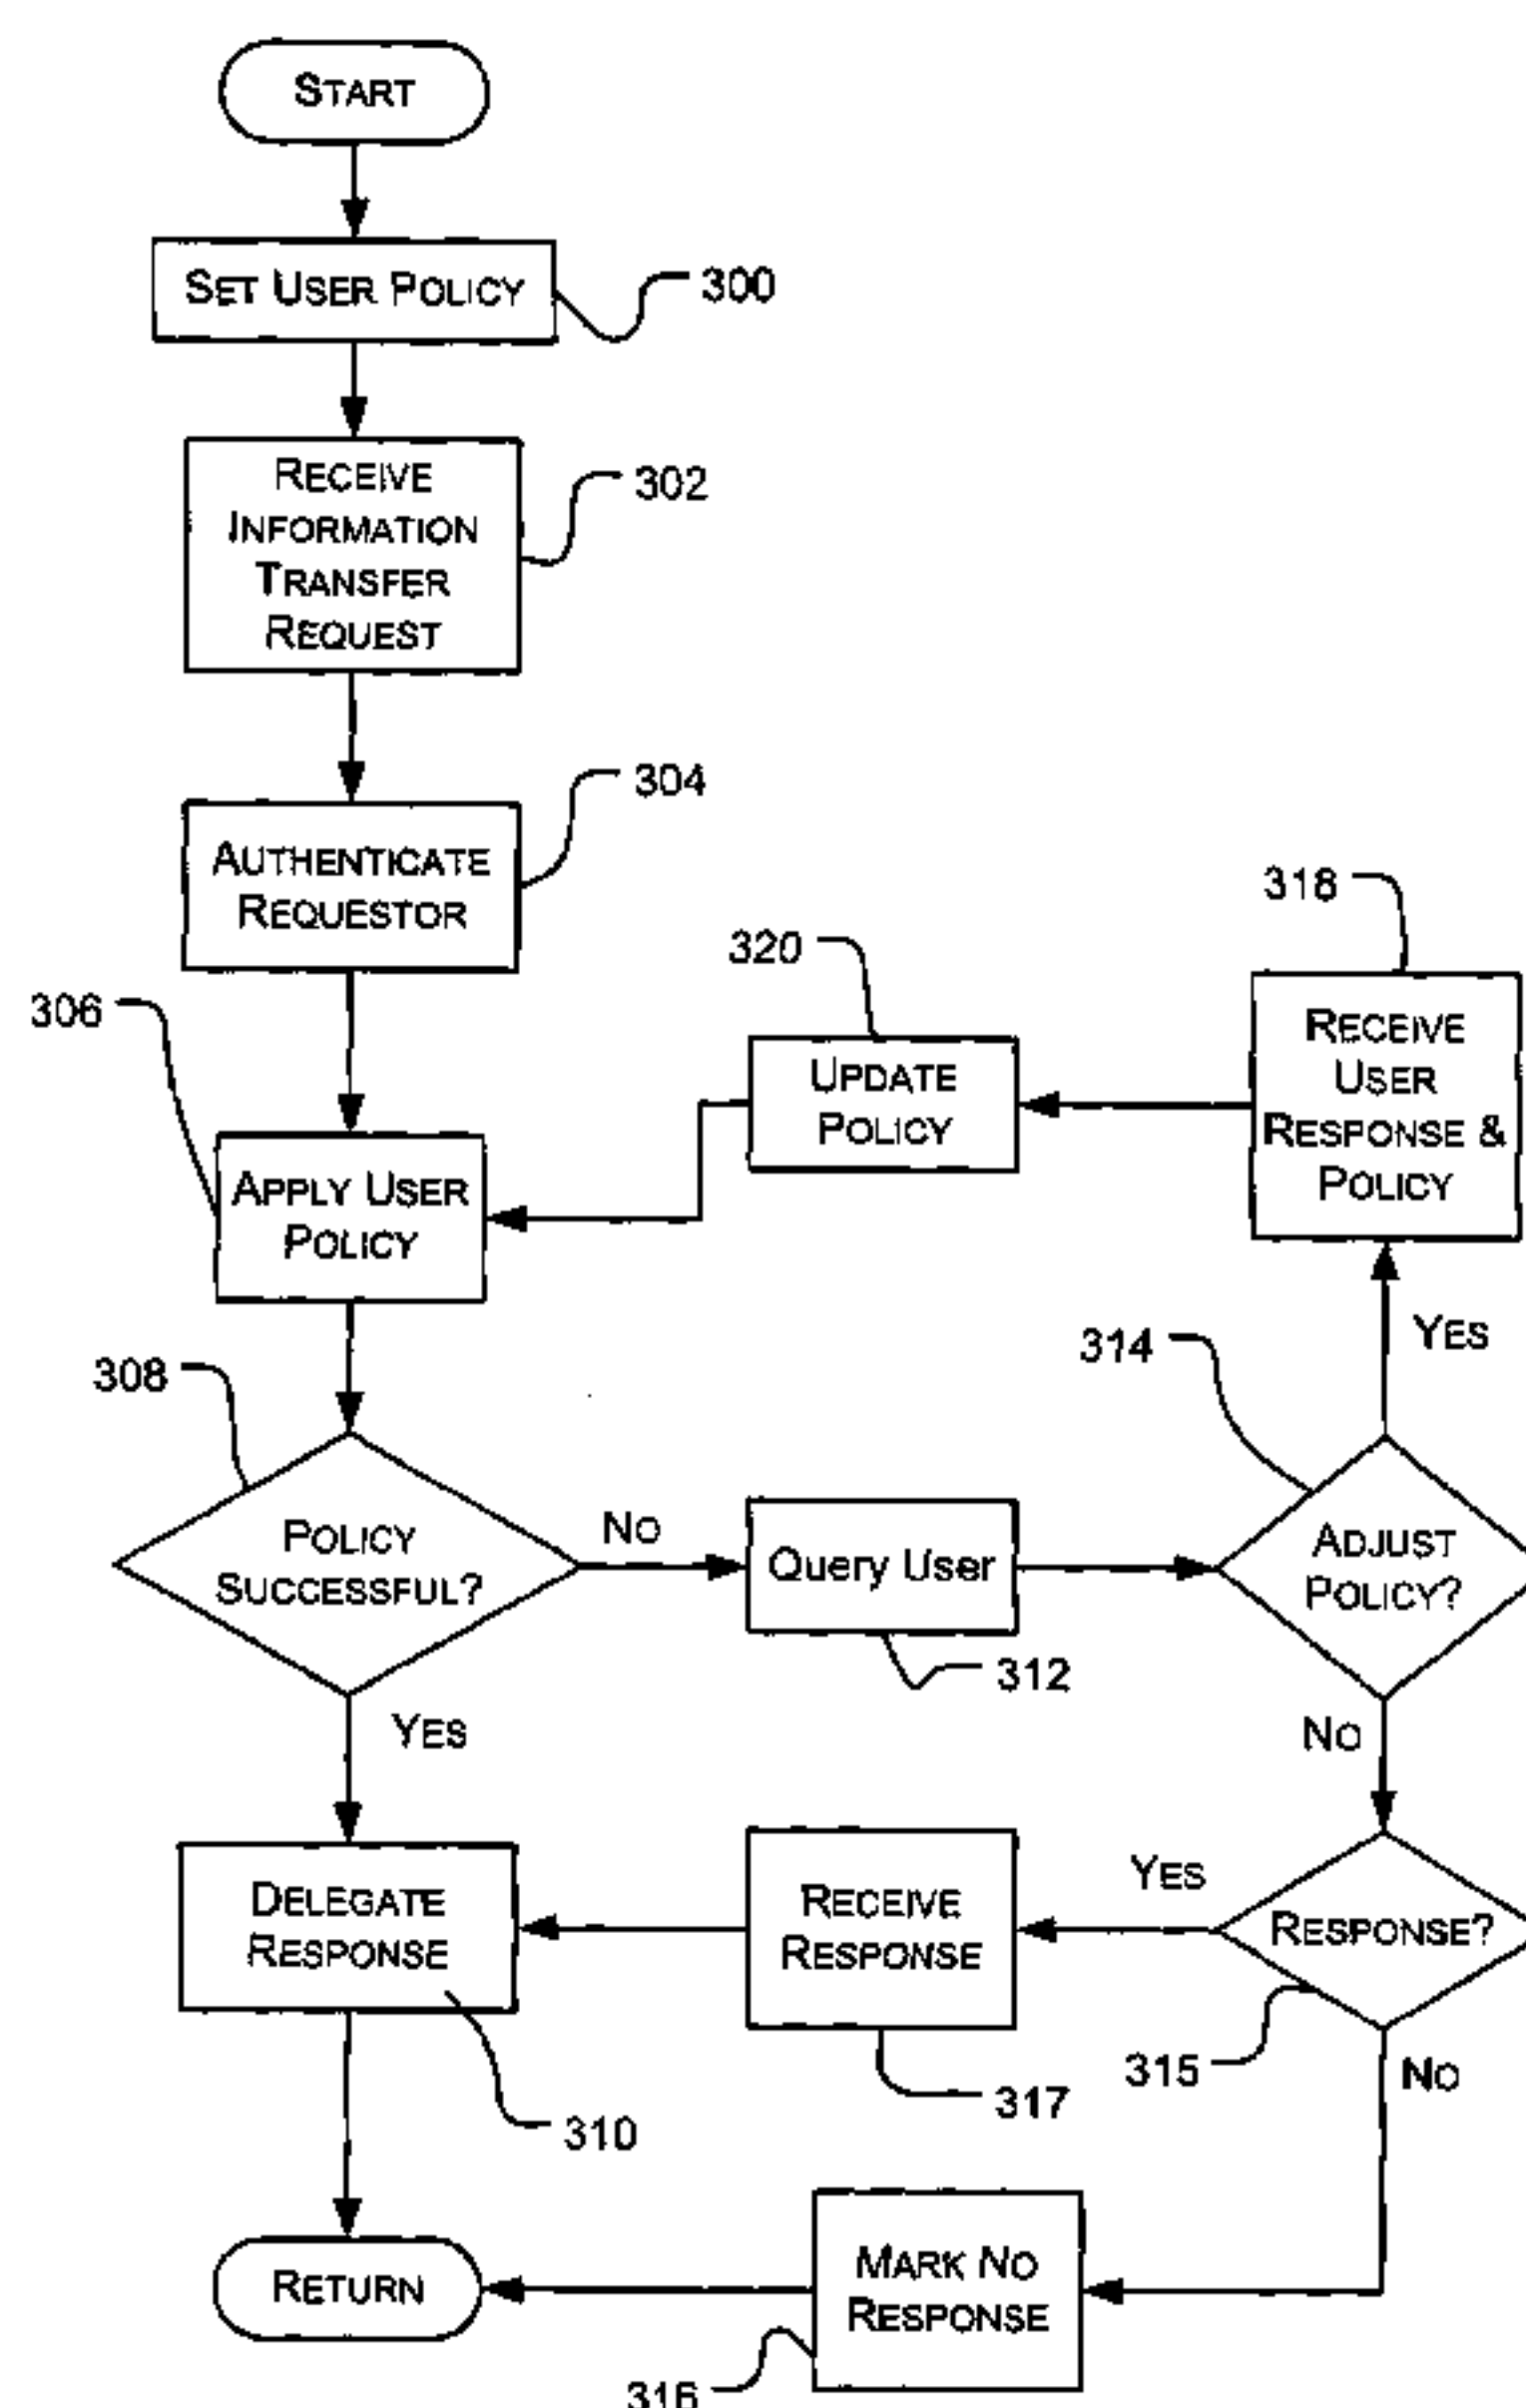 START
SET USER POLICY
300
RECEIVE
INFORMATION
TRANSFER
REQUEST
302
AUTHENTICATE
REQUESTOR
304
318
320
306
RECEIVE
USER
RESPONSE &
POLICY
UPDATE
POLICY
APPLY USER
POLICY
314
YES
308
POLICY
SUCCESSFUL?
NO
Query User
312
ADJUST
POLICY?
YES
NO
DELEGATE
RESPONSE
310
RECEIVE
RESPONSE
317
YES
RESPONSE?
315
NO
RETURN
MARK NO
RESPONSE
316